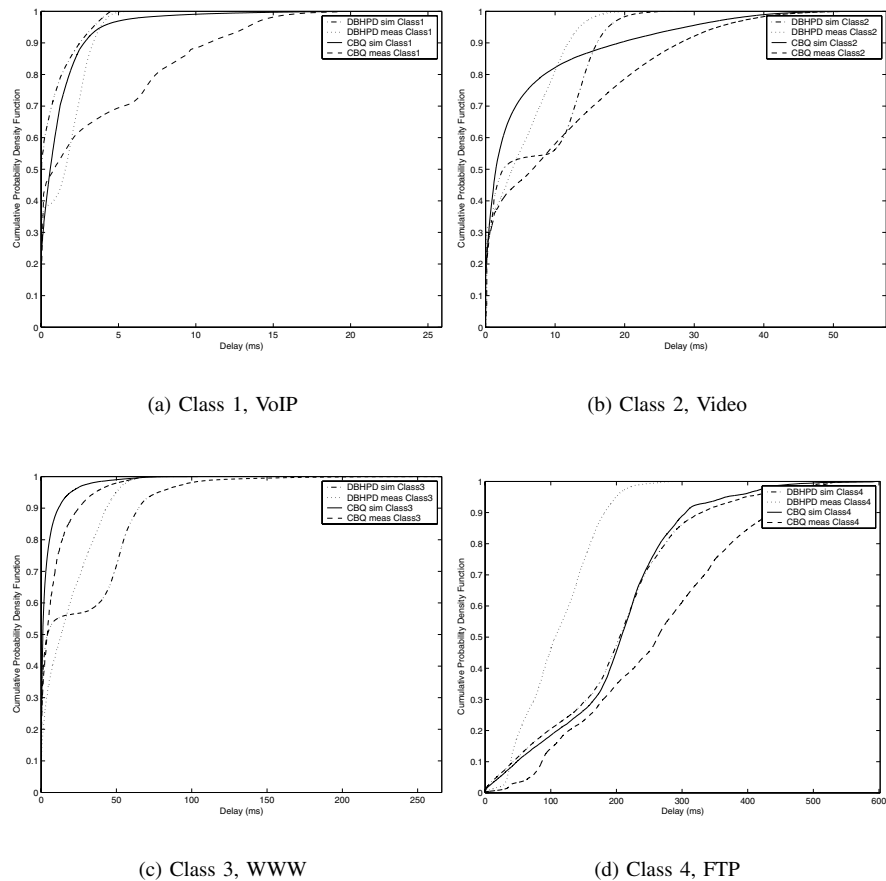 1
0.9
0.8
0.7
0.6
0.5
0.4
0.3
0.2
0.1
0
Cumulative Probability Density Function
0 5 10 15 20 25
Delay (ms)
DBHPD sim Class1
DBHPD meas Class1
CBQ sim Class1
CBQ meas Class1
(a) Class 1, VoIP
1
0.9
0.8
0.7
0.6
0.5
0.4
0.3
0.2
0.1
0
Cumulative Probability Density Function
0 10 20 30 40 50
Delay (ms)
DBHPD sim Class2
DBHPD meas Class2
CBQ sim Class2
CBQ meas Class2
(b) Class 2, Video
1
0.9
0.8
0.7
0.6
0.5
0.4
0.3
0.2
0.1
0
Cumulative Probability Density Function
0 50 100 150 200 250
Delay (ms)
DBHPD sim Class3
DBHPD meas Class3
CBQ sim Class3
CBQ meas Class3
(c) Class 3, WWW
1
0.9
0.8
0.7
0.6
0.5
0.4
0.3
0.2
0.1
0
Cumulative Probability Density Function
0 100 200 300 400 500 600
Delay (ms)
DBHPD sim Class4
DBHPD meas Class4
CBQ sim Class4
CBQ meas Class4
(d) Class 4, FTP